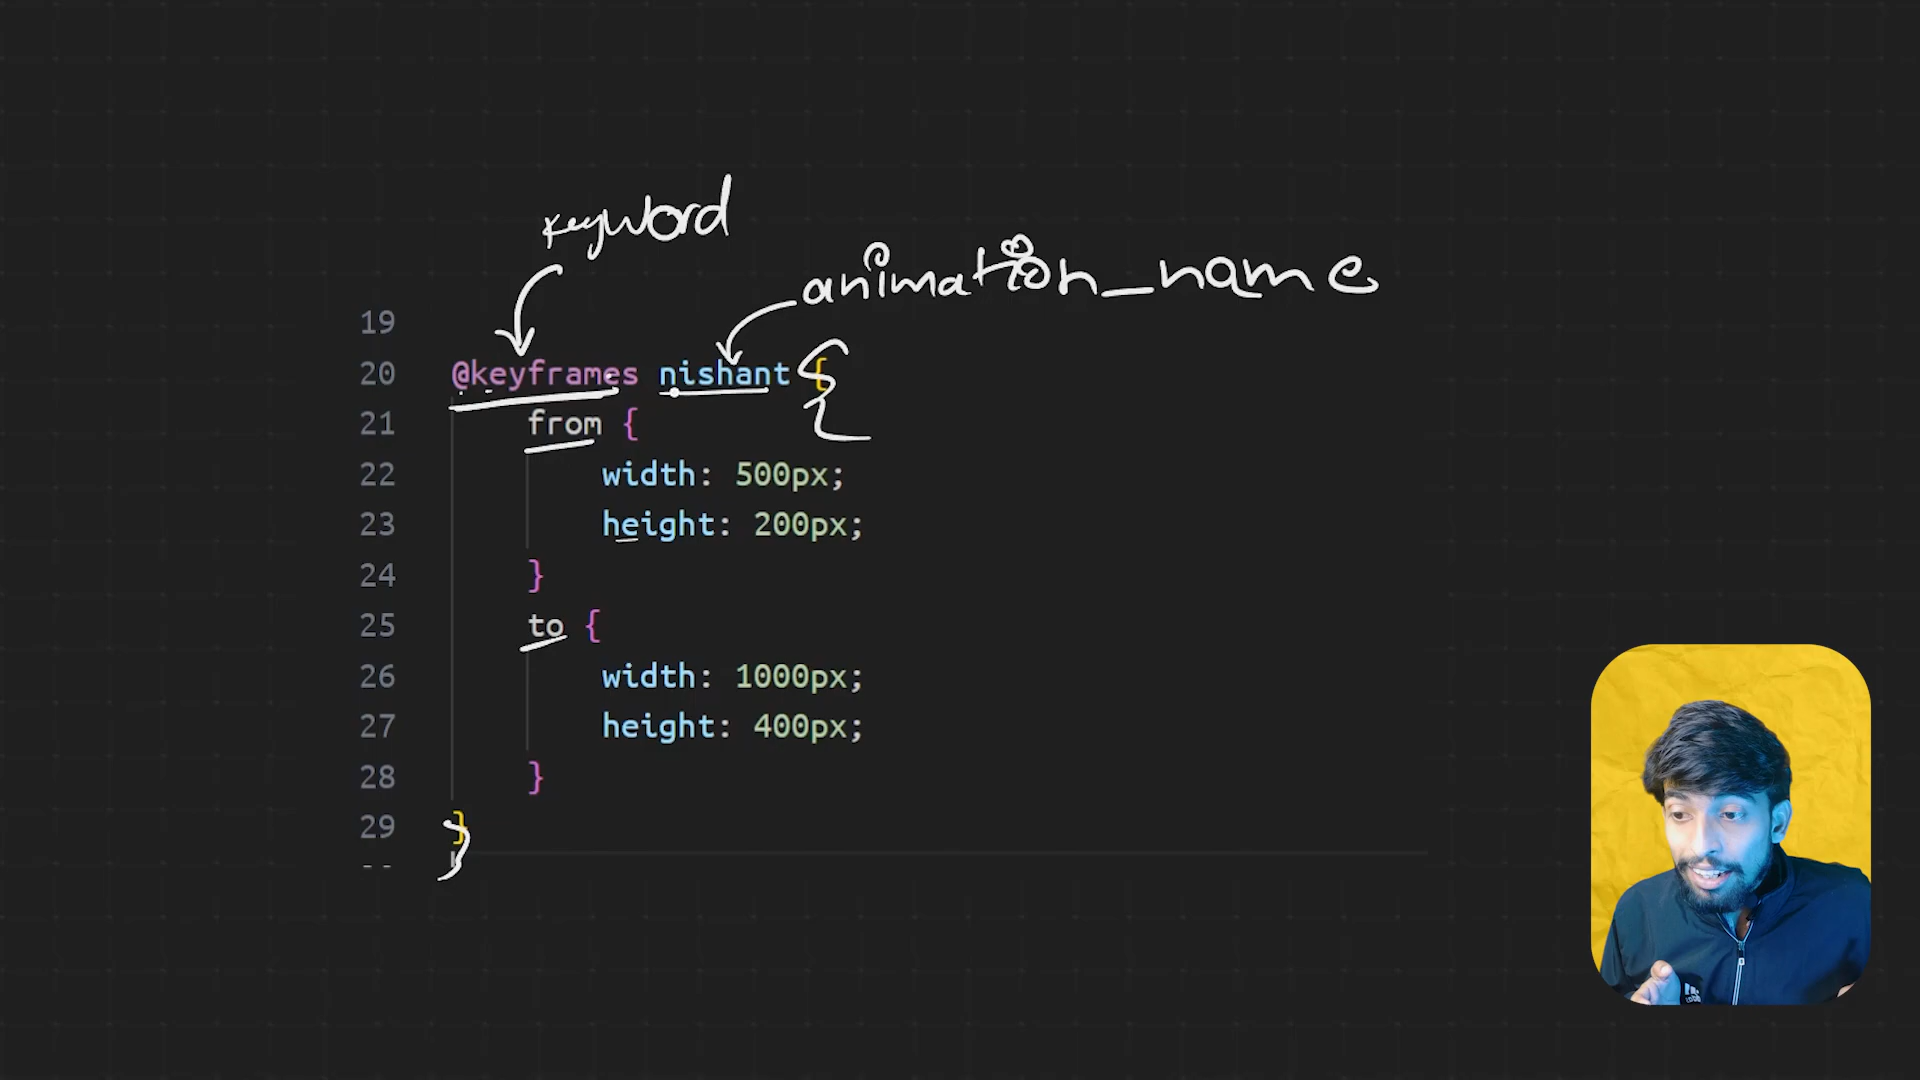 keyword
animation_name
19
20 @keyframes nishant {
21 from {
22 width: 500px;
23 height: 200px;
24 }
25 to {
26 width: 1000px;
27 height: 400px;
28 }
29 }